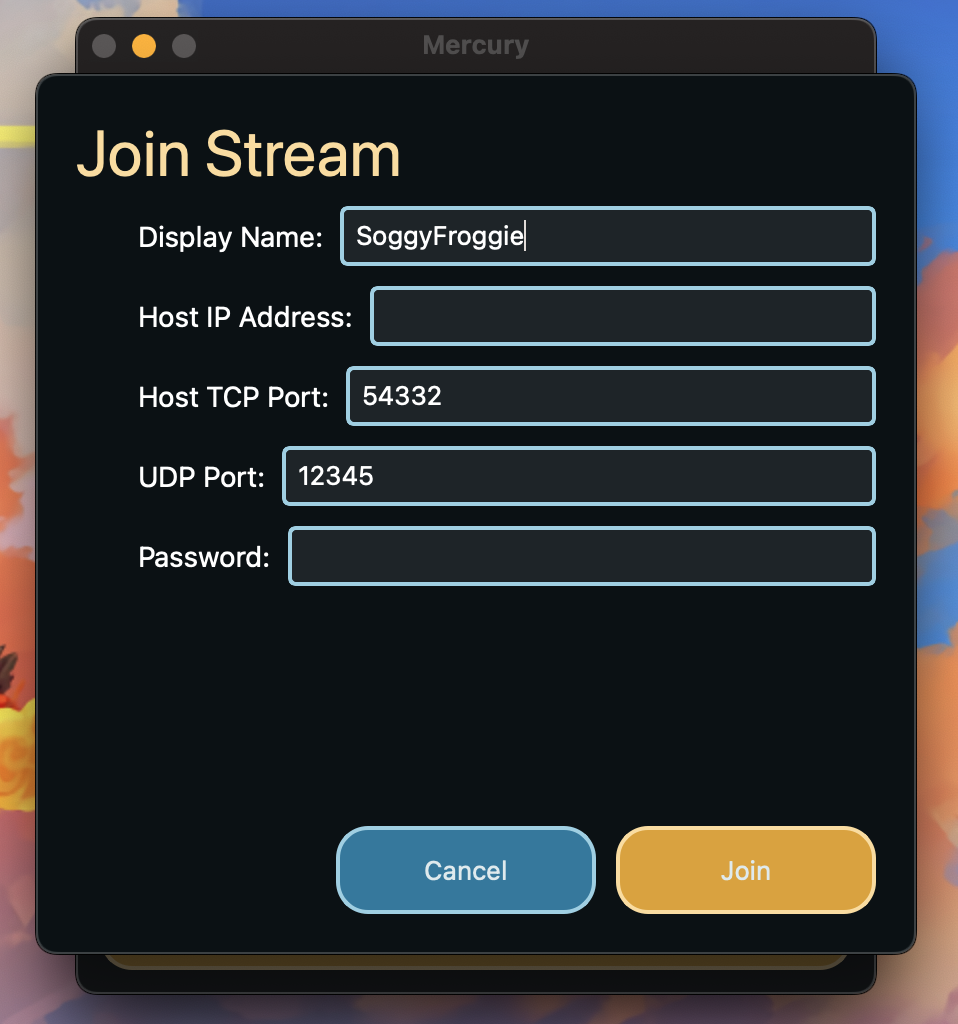 Mercury
Join Stream
Display Name: SoggyFroggie
Host IP Address:
Host TCP Port: 54332
UDP Port: 12345
Password:
Cancel Join